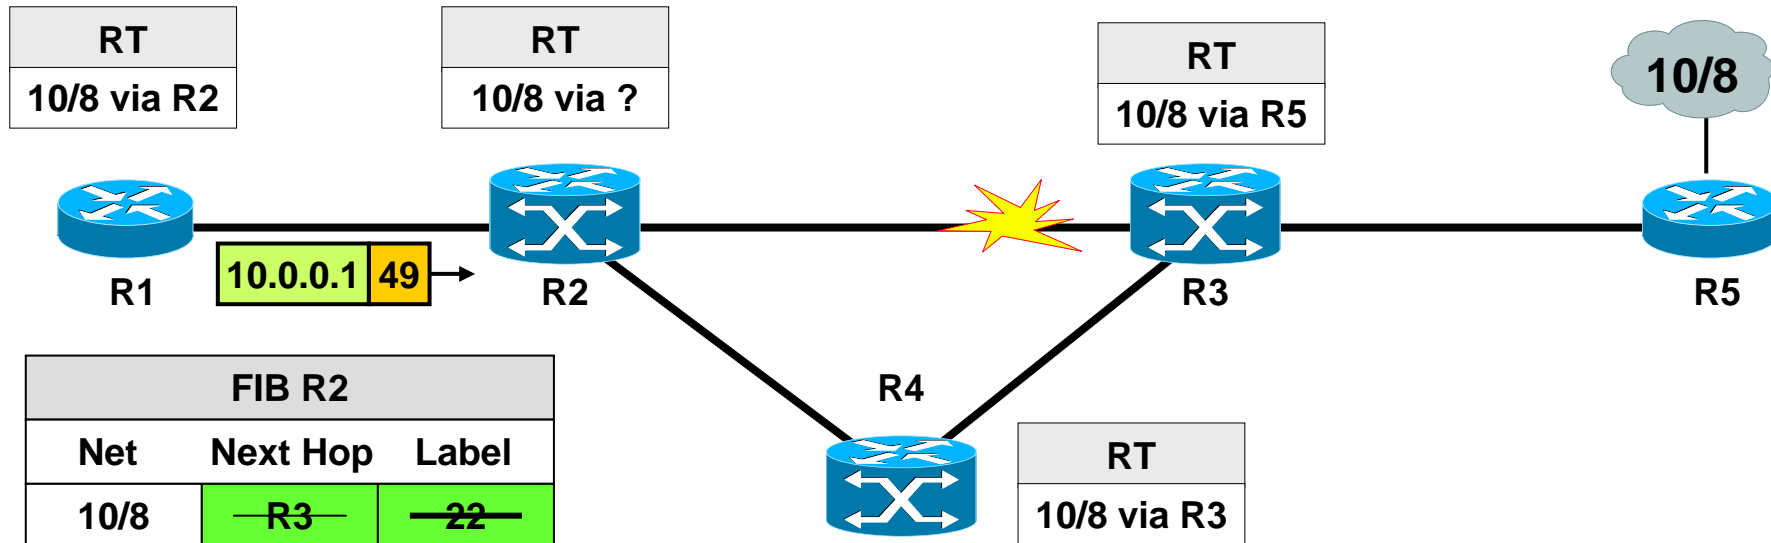 RT
10/8 via R2
RT
10/8 via ?
RT
10/8 via R5
10/8
R1
10.0.0.1 49
R2
R3
R5
FIB R2
Net Next Hop Label
10/8 R3 22
R4
RT
10/8 via R3